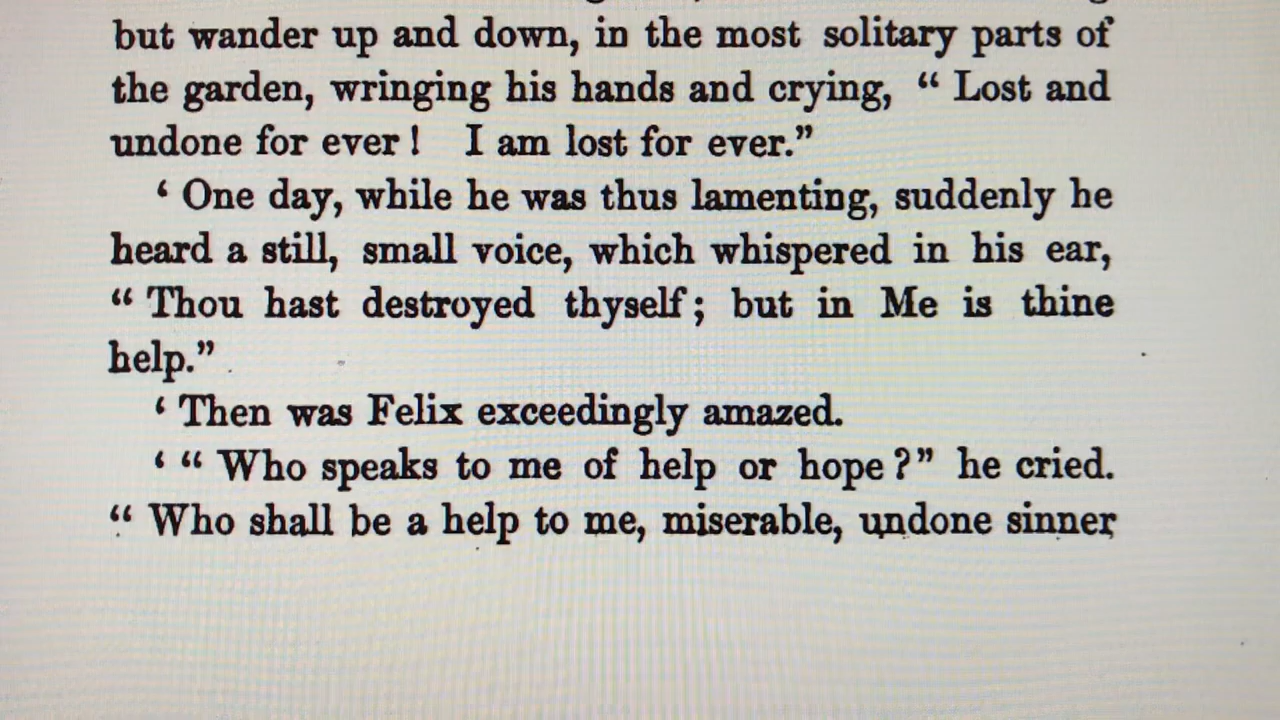 but wander up and down, in the most solitary parts of
the garden, wringing his hands and crying, “ Lost and
undone for ever ! I am lost for ever.”
‘ One day, while he was thus lamenting, suddenly he
heard a still, small voice, which whispered in his ear,
“ Thou hast destroyed thyself ; but in Me is thine
help.”
‘ Then was Felix exceedingly amazed.
‘ “ Who speaks to me of help or hope ?” he cried.
“ Who shall be a help to me, miserable, undone sinner